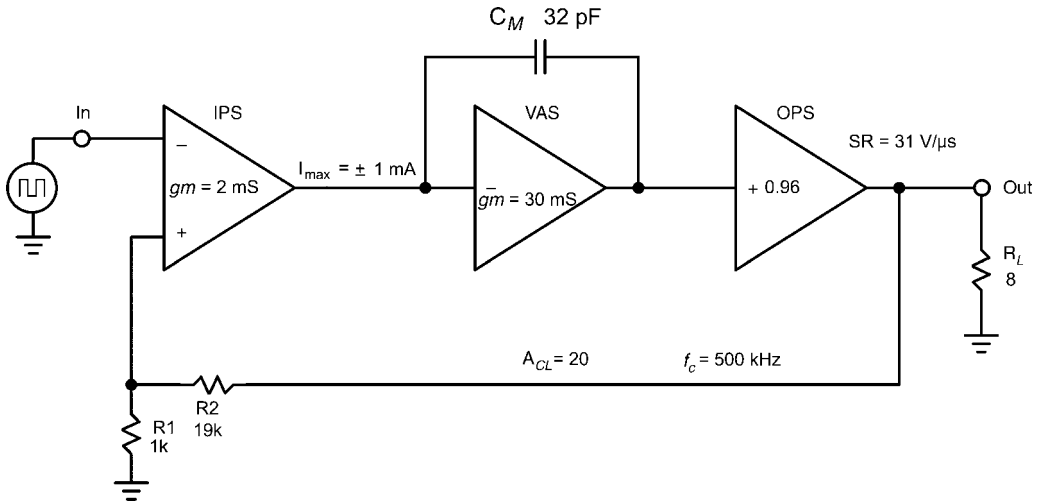 C_M 32 pF
In
IPS
VAS
OPS
SR = 31 V/µs
−
I_max = ± 1 mA
gm = 2 mS
−
gm = 30 mS
+ 0.96
Out
+
R_L
8
A_CL = 20
f_c = 500 kHz
R2
19k
R1
1k